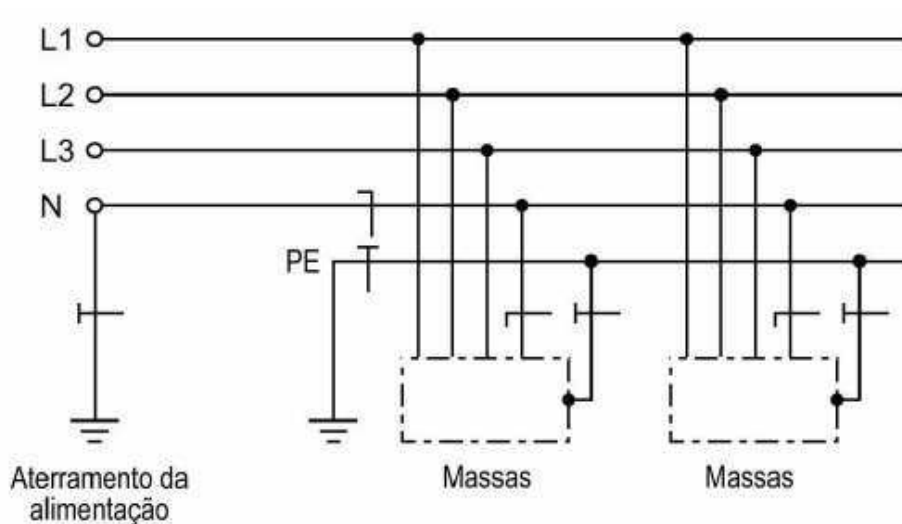 L1
L2
L3
N
PE
Aterramento da
alimentação
Massas
Massas